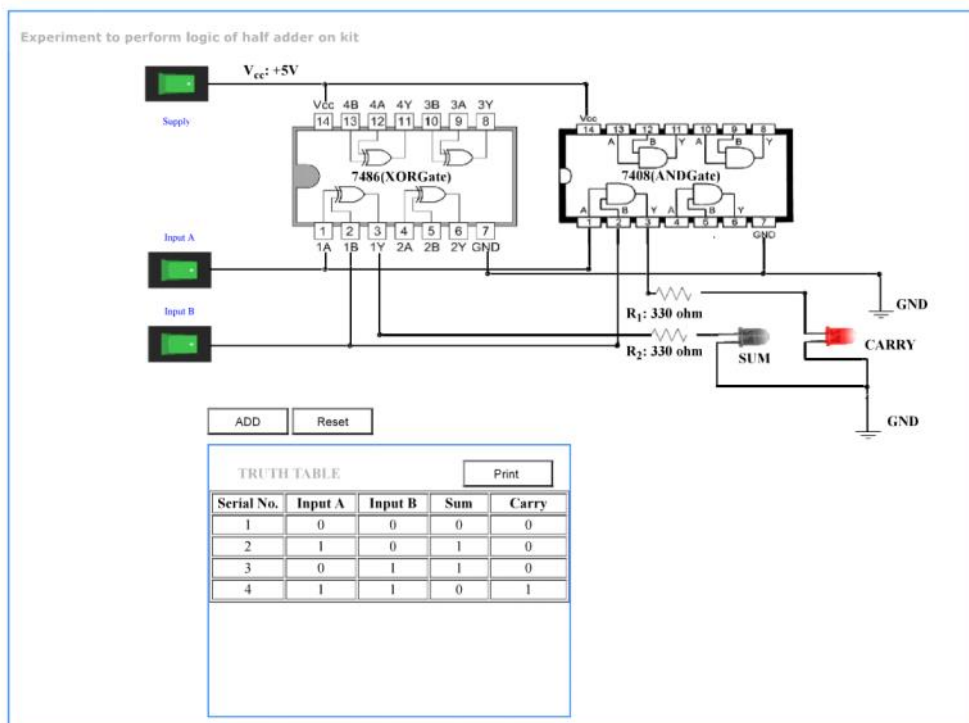 Experiment to perform logic of half adder on kit
Vcc: +5V
Supply
Vcc 4B 4A 4Y 3B 3A 3Y
14 13 12 11 10 9 8
7486(XORGate)
1 2 3 4 5 6 7
1A 1B 1Y 2A 2B 2Y GND
Vcc
14 13 12 11 10 9 8
A B Y A B Y
7408(ANDGate)
A B Y A B Y
1 2 3 4 5 6 7
GND
Input A
Input B
GND
R1: 330 ohm
R2: 330 ohm
SUM
CARRY
GND
ADD Reset
TRUTH TABLE Print
Serial No. Input A Input B Sum Carry
1 0 0 0 0
2 1 0 1 0
3 0 1 1 0
4 1 1 0 1